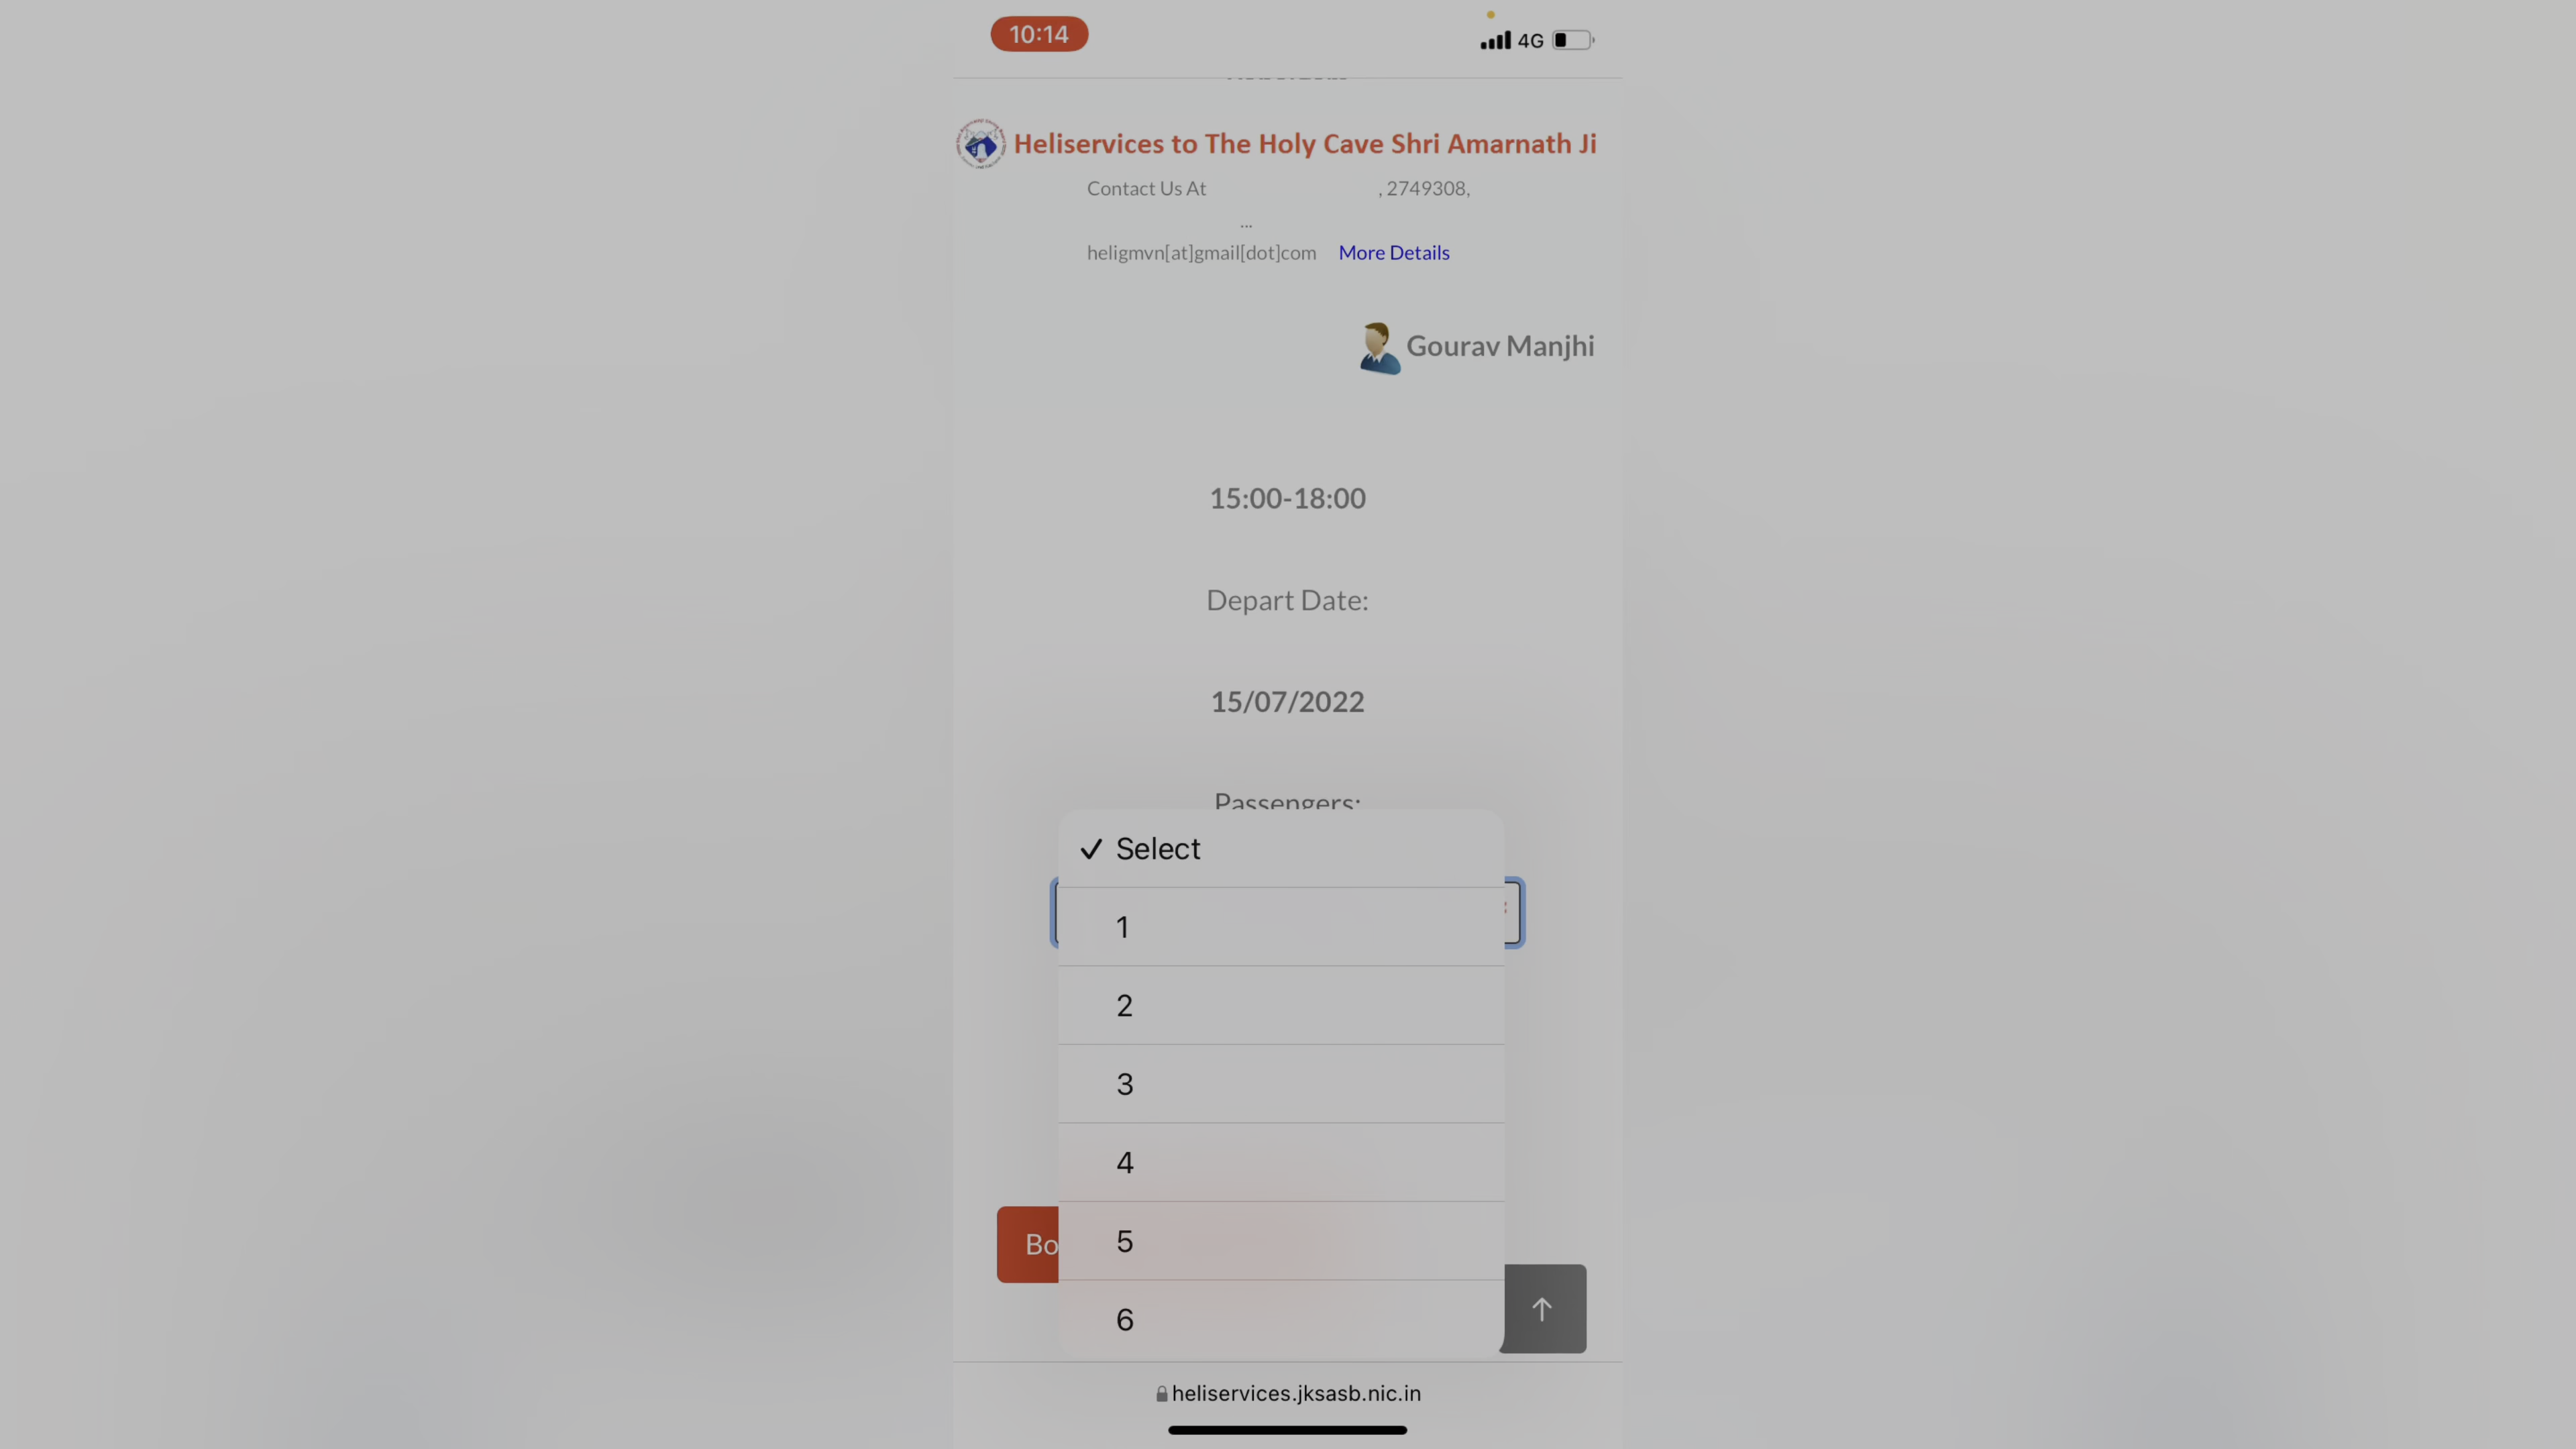 10:14
4G
Heliservices to The Holy Cave Shri Amarnath Ji
Contact Us At , 2749308,
...
heligmvn[at]gmail[dot]com More Details
Gourav Manjhi
15:00-18:00
Depart Date:
15/07/2022
Passengers:
✓ Select
1
2
3
4
5
Bo
6
heliservices.jksasb.nic.in